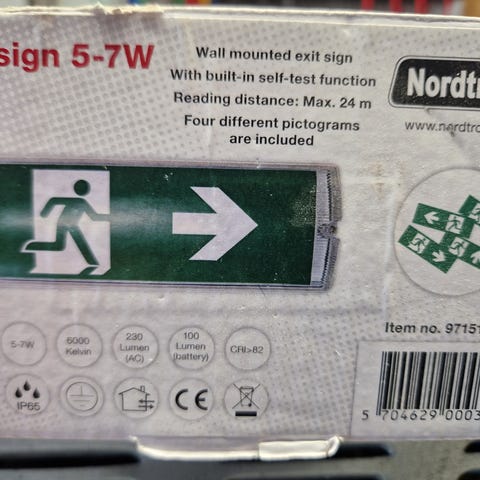 sign 5-7W
Wall mounted exit sign
With built-in self-test function
Reading distance: Max. 24 m
Four different pictograms
are included
Nordtr
www.nordtro
5-7W
6000
Kelvin
230
Lumen
(AC)
100
Lumen
(battery)
CRI>82
IP65
CE
Item no. 9715
5 704629 0003